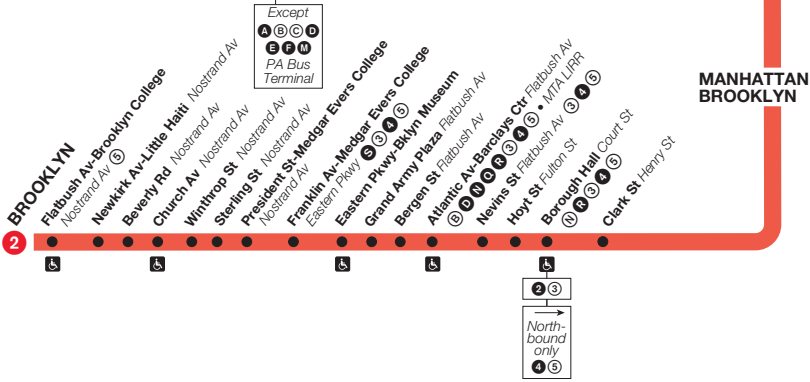 Except
A B C D
E F M
PA Bus
Terminal
MANHATTAN
BROOKLYN
BROOKLYN
2
Flatbush Av-Brooklyn College
Nostrand Av 5
Newkirk Av-Little Haiti Nostrand Av
Beverly Rd Nostrand Av
Church Av Nostrand Av
Winthrop St Nostrand Av
Sterling St Nostrand Av
President St-Medgar Evers College
Nostrand Av
Franklin Av-Medgar Evers College
Eastern Pkwy S 3 4 5
Eastern Pkwy-Bklyn Museum
Grand Army Plaza Flatbush Av
Bergen St Flatbush Av
Atlantic Av-Barclays Ctr Flatbush Av
B D N Q R 3 4 5 • MTA LIRR
Nevins St Flatbush Av 3 4 5
Hoyt St Fulton St
Borough Hall Court St
N R 3 4 5
Clark St Henry St
2 3
North-
bound
only
4 5